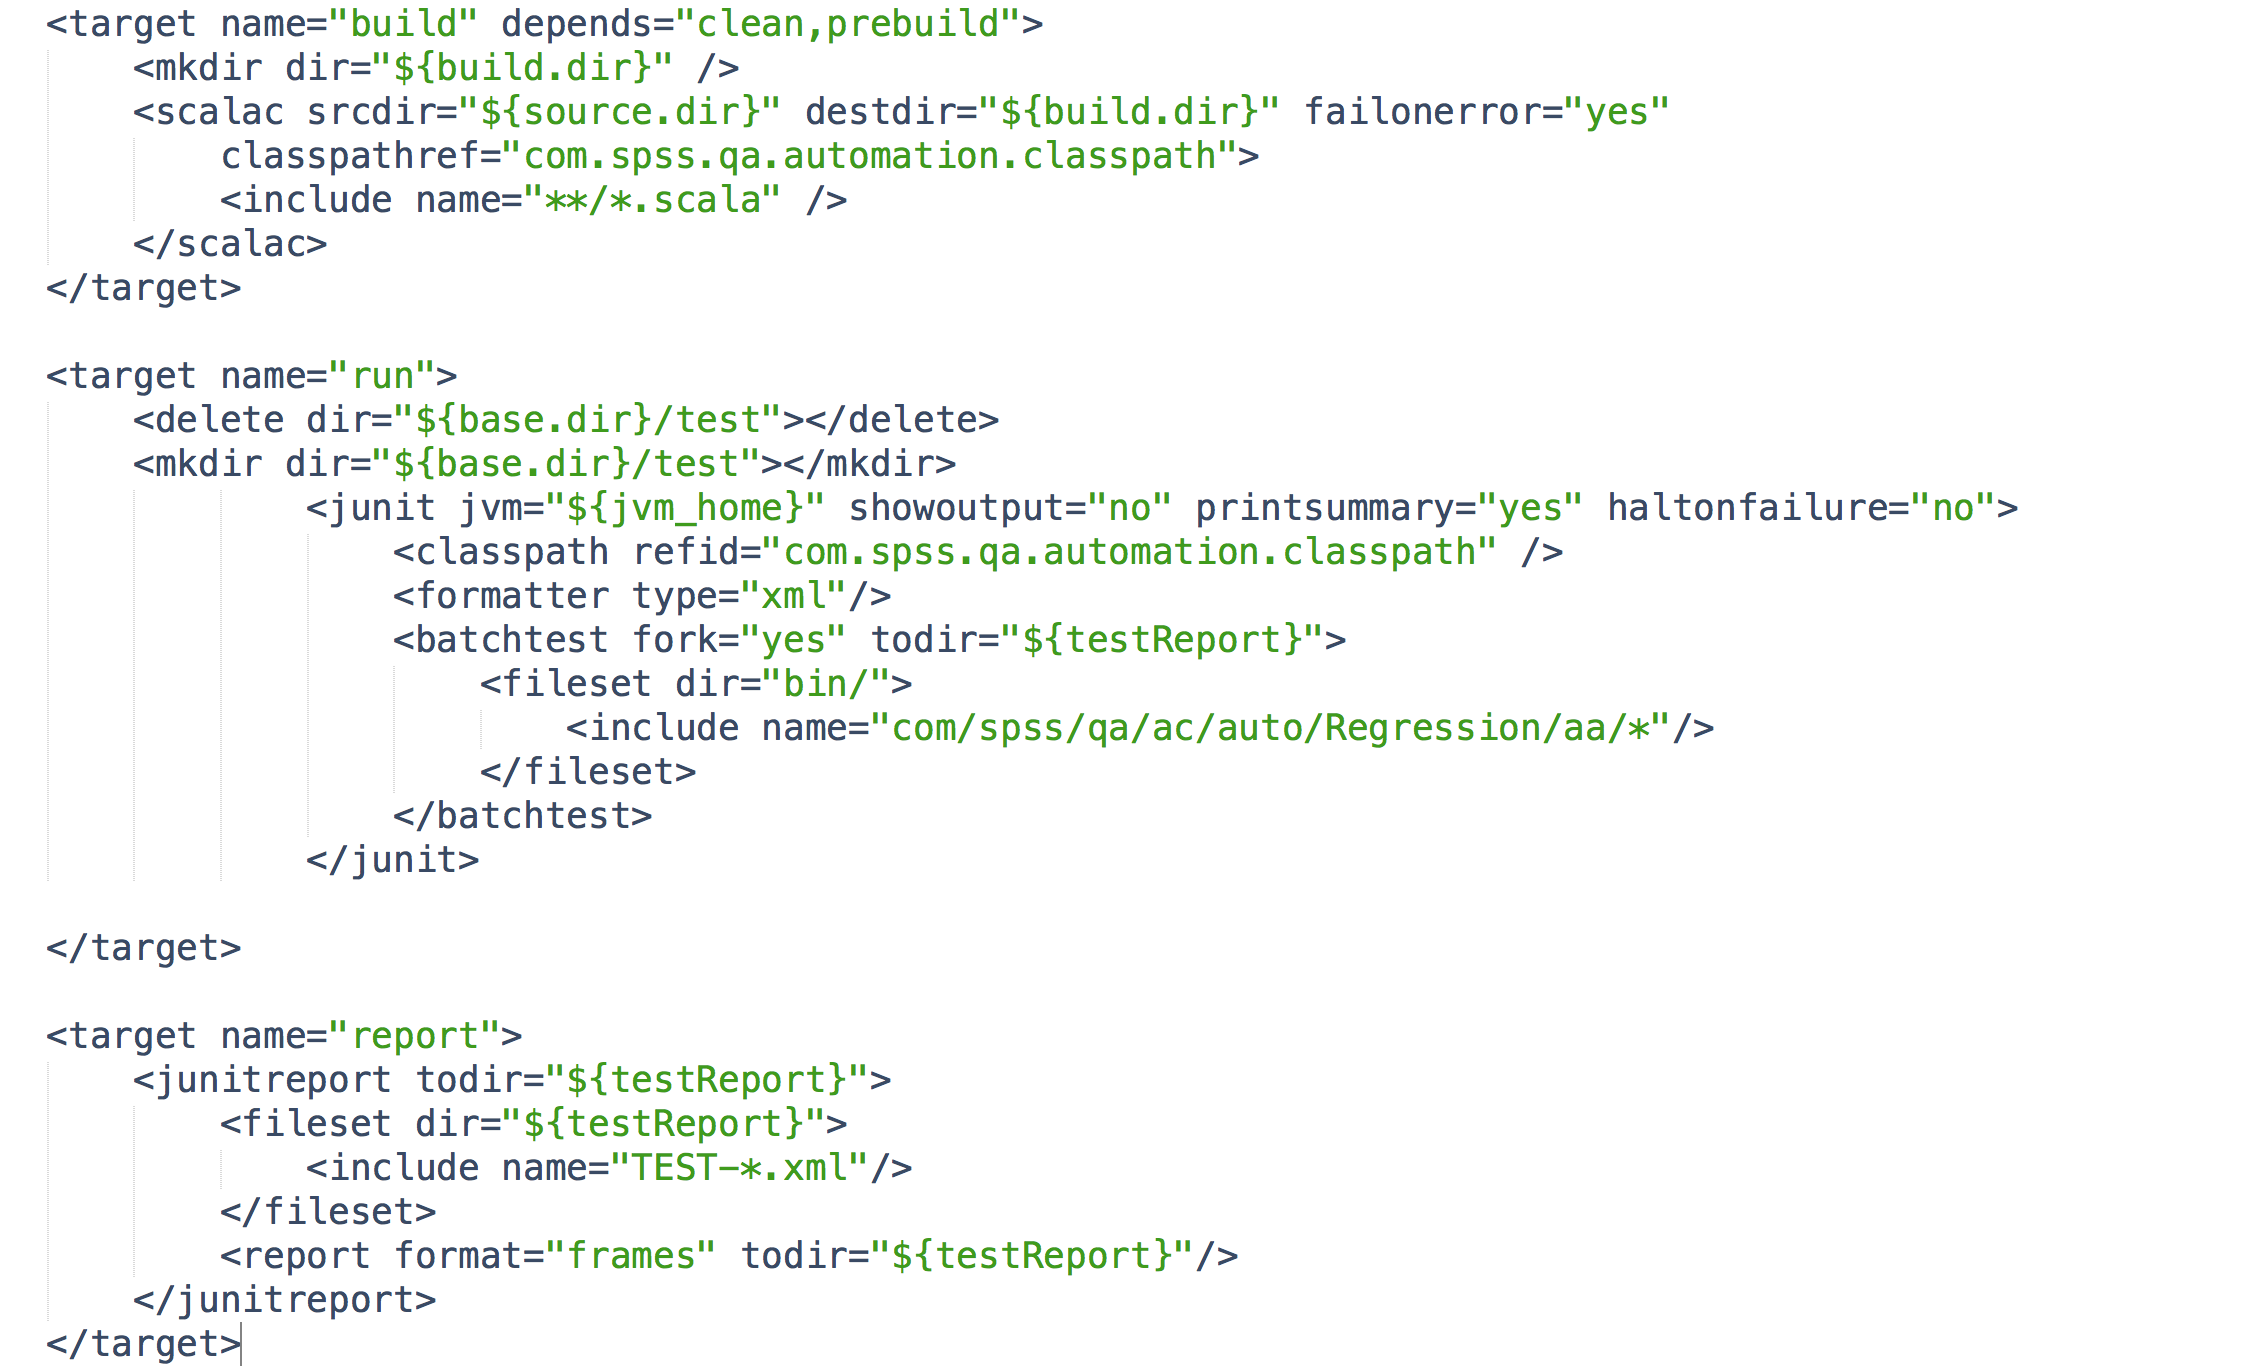 <target name="build" depends="clean,prebuild">
<mkdir dir="${build.dir}" />
<scalac srcdir="${source.dir}" destdir="${build.dir}" failonerror="yes"
classpathref="com.spss.qa.automation.classpath">
<include name="**/*.scala" />
</scalac>
</target>
<target name="run">
<delete dir="${base.dir}/test"></delete>
<mkdir dir="${base.dir}/test"></mkdir>
<junit jvm="${jvm_home}" showoutput="no" printsummary="yes" haltonfailure="no">
<classpath refid="com.spss.qa.automation.classpath" />
<formatter type="xml"/>
<batchtest fork="yes" todir="${testReport}">
<fileset dir="bin/">
<include name="com/spss/qa/ac/auto/Regression/aa/*"/>
</fileset>
</batchtest>
</junit>
</target>
<target name="report">
<junitreport todir="${testReport}">
<fileset dir="${testReport}">
<include name="TEST-*.xml"/>
</fileset>
<report format="frames" todir="${testReport}"/>
</junitreport>
</target>